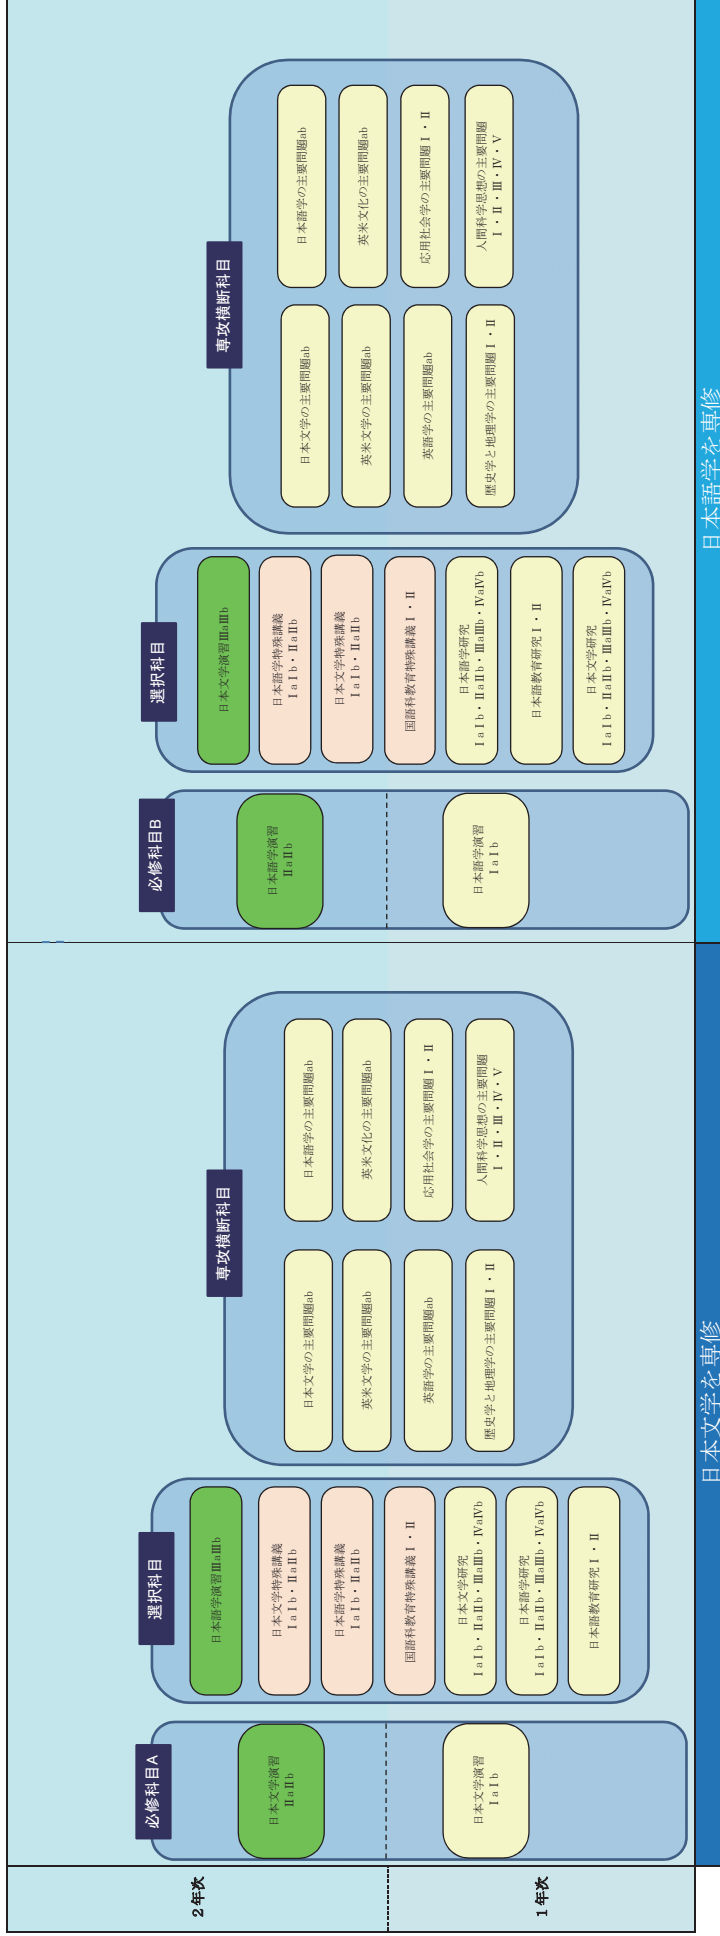 2年次
1年次
必修科目A
日本文学演習
ⅡaⅡb
日本文学演習
ⅠaⅠb
選択科目
日本語学演習ⅢaⅢb
日本文学特殊講義
ⅠaⅠb・ⅡaⅡb
日本語学特殊講義
ⅠaⅠb・ⅡaⅡb
国語科教育特殊講義Ⅰ・Ⅱ
日本文学研究
ⅠaⅠb・ⅡaⅡb・ⅢaⅢb・ⅣaⅣb
日本語学研究
ⅠaⅠb・ⅡaⅡb・ⅢaⅢb・ⅣaⅣb
日本語教育研究Ⅰ・Ⅱ
専攻横断科目
日本文学の主要問題ab
日本語学の主要問題ab
英米文学の主要問題ab
英米文化の主要問題ab
英語学の主要問題ab
応用社会学の主要問題Ⅰ・Ⅱ
歴史学と地理学の主要問題Ⅰ・Ⅱ
人間科学思想の主要問題
Ⅰ・Ⅱ・Ⅲ・Ⅳ・Ⅴ
日本文学を専修
必修科目B
日本語学演習
ⅡaⅡb
日本語学演習
ⅠaⅠb
選択科目
日本文学演習ⅢaⅢb
日本語学特殊講義
ⅠaⅠb・ⅡaⅡb
日本文学特殊講義
ⅠaⅠb・ⅡaⅡb
国語科教育特殊講義Ⅰ・Ⅱ
日本語学研究
ⅠaⅠb・ⅡaⅡb・ⅢaⅢb・ⅣaⅣb
日本語教育研究Ⅰ・Ⅱ
日本文学研究
ⅠaⅠb・ⅡaⅡb・ⅢaⅢb・ⅣaⅣb
専攻横断科目
日本文学の主要問題ab
日本語学の主要問題ab
英米文学の主要問題ab
英米文化の主要問題ab
英語学の主要問題ab
応用社会学の主要問題Ⅰ・Ⅱ
歴史学と地理学の主要問題Ⅰ・Ⅱ
人間科学思想の主要問題
Ⅰ・Ⅱ・Ⅲ・Ⅳ・Ⅴ
日本語学を専修